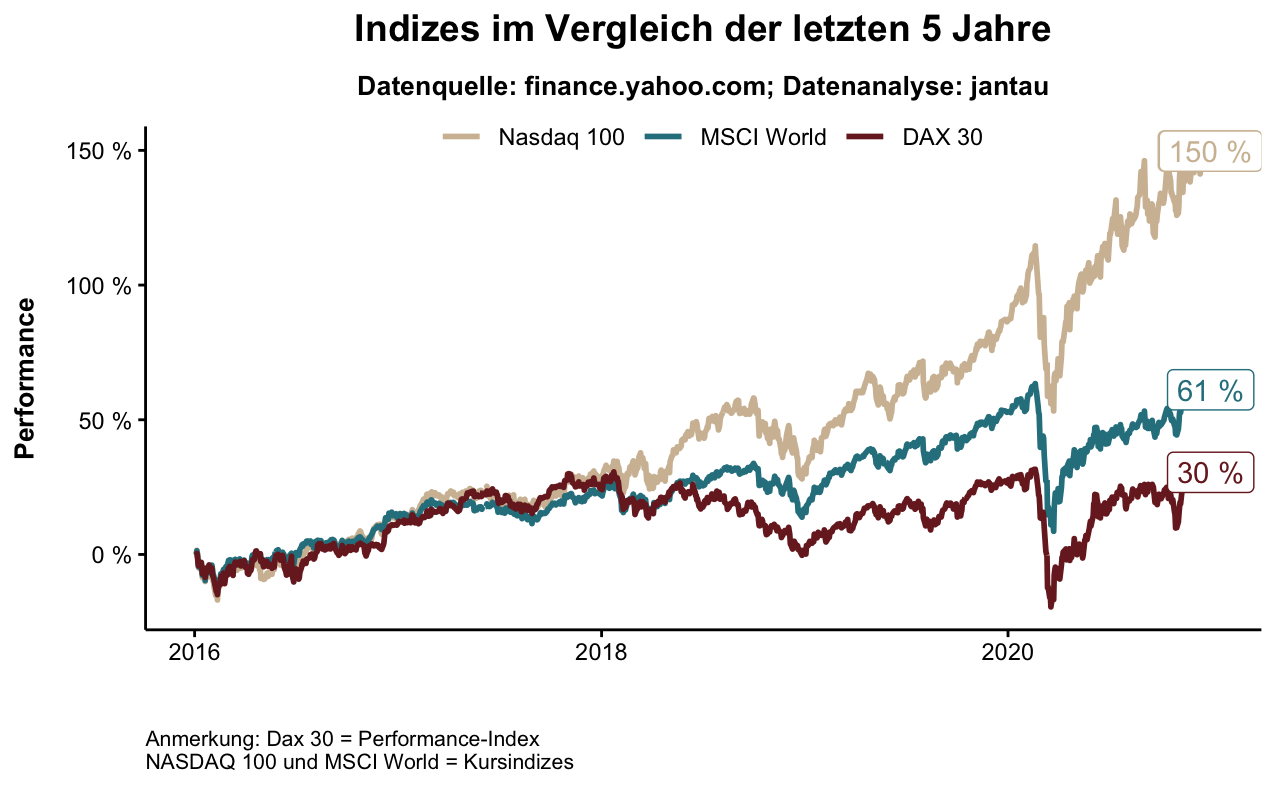 Indizes im Vergleich der letzten 5 Jahre
Datenquelle: finance.yahoo.com; Datenanalyse: jantau
Nasdaq 100 MSCI World DAX 30
150 %
150 %
100 %
50 %
0 %
Performance
61 %
30 %
2016 2018 2020
Anmerkung: Dax 30 = Performance-Index
NASDAQ 100 und MSCI World = Kursindizes